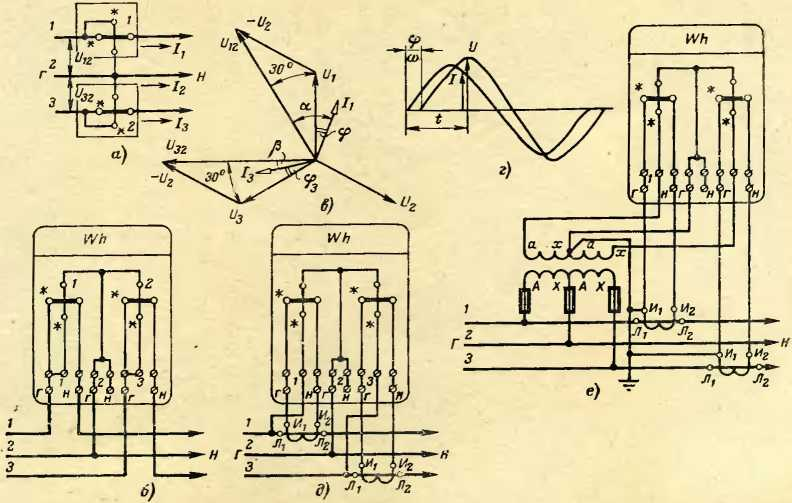 * 1
1 * I₁
U₁₂
2
Г Н
I₂
U₃₂
3 * I₃
* 2
а)
-U₂
U₁₂
30°
U₁
α I₁
φ
U₃₂ β
-U₂ 30° I₃ φ₃
U₃
U₂
в)
φ
ω
I U
t
г)
Wh
* *
* *
1
Г Н Г Н
а х а х
А Х А Х
1 Л₁ И₁ И₂ Л₂
2
Г К
3 И₁ И₂
Л₁ Л₂
е)
Wh
1 2
* *
* *
1 2 3
Г Н Г Н
1
2 Н
3
б)
Wh
* *
* *
1 2 3
Г Н Г Н
1 И₁ И₂
Л₁ Л₂
2
Г К
3 И₁ И₂
Л₁ Л₂
д)